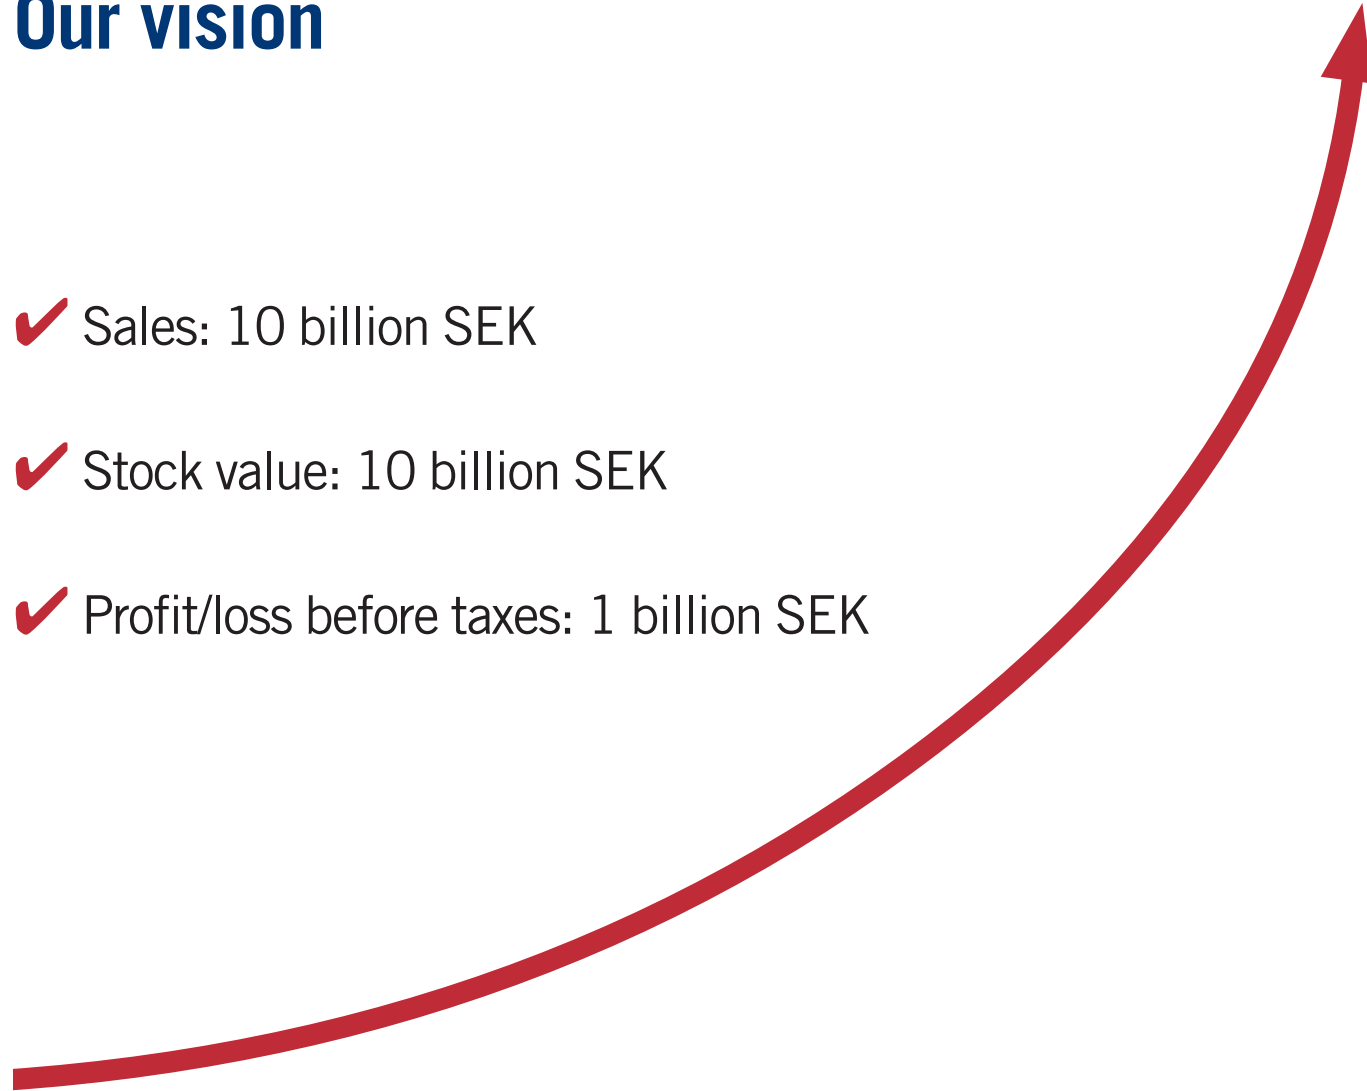 Our vision
✔ Sales: 10 billion SEK
✔ Stock value: 10 billion SEK
✔ Profit/loss before taxes: 1 billion SEK